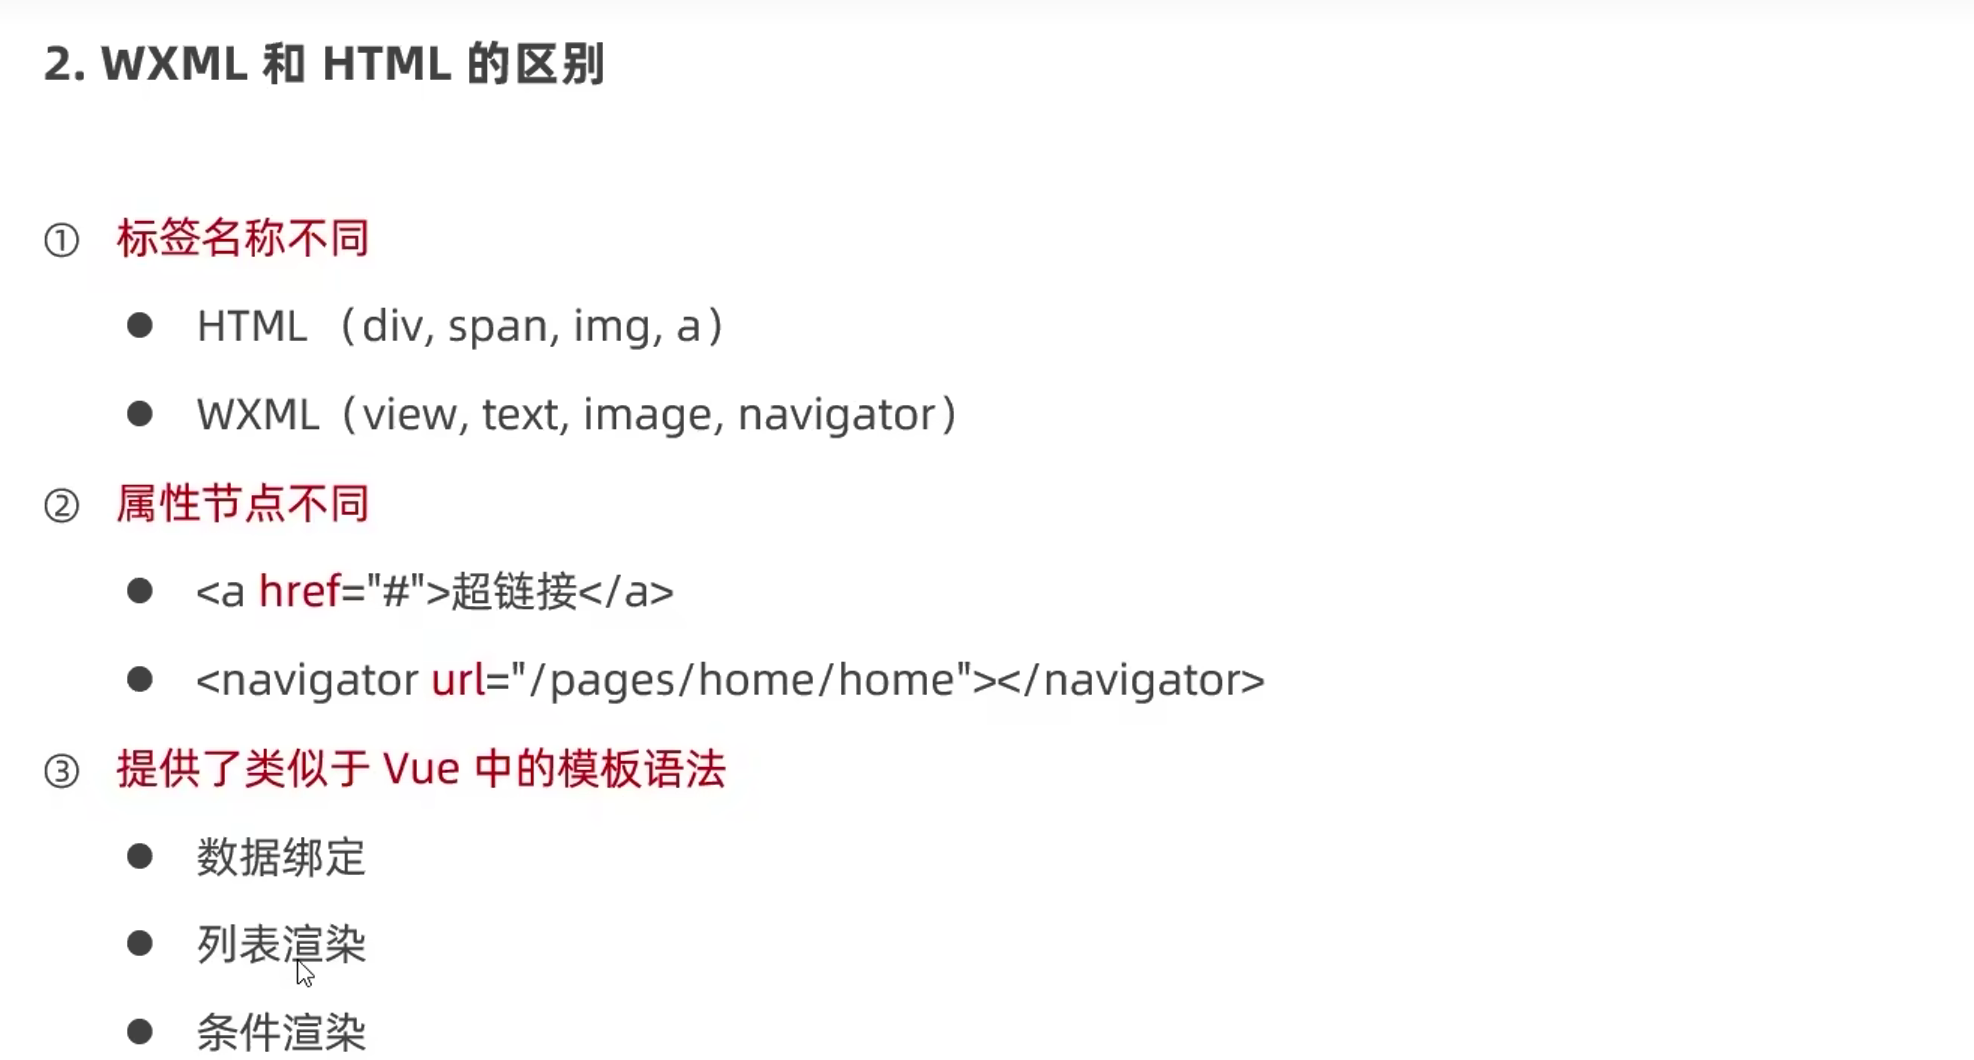 2. WXML 和 HTML 的区别
① 标签名称不同
● HTML （div, span, img, a）
● WXML（view, text, image, navigator）
② 属性节点不同
● <a href="#">超链接</a>
● <navigator url="/pages/home/home"></navigator>
③ 提供了类似于 Vue 中的模板语法
● 数据绑定
● 列表渲染
● 条件渲染